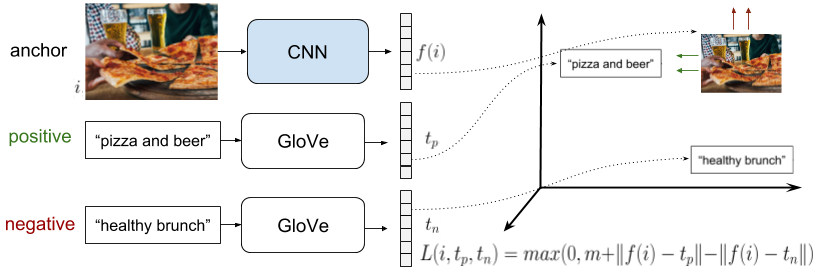 anchor
i
CNN
f(i)
positive
"pizza and beer"
GloVe
t_p
negative
"healthy brunch"
GloVe
t_n
"pizza and beer"
"healthy brunch"
L(i, t_p, t_n) = max(0, m+‖f(i) − t_p‖−‖f(i) − t_n‖)